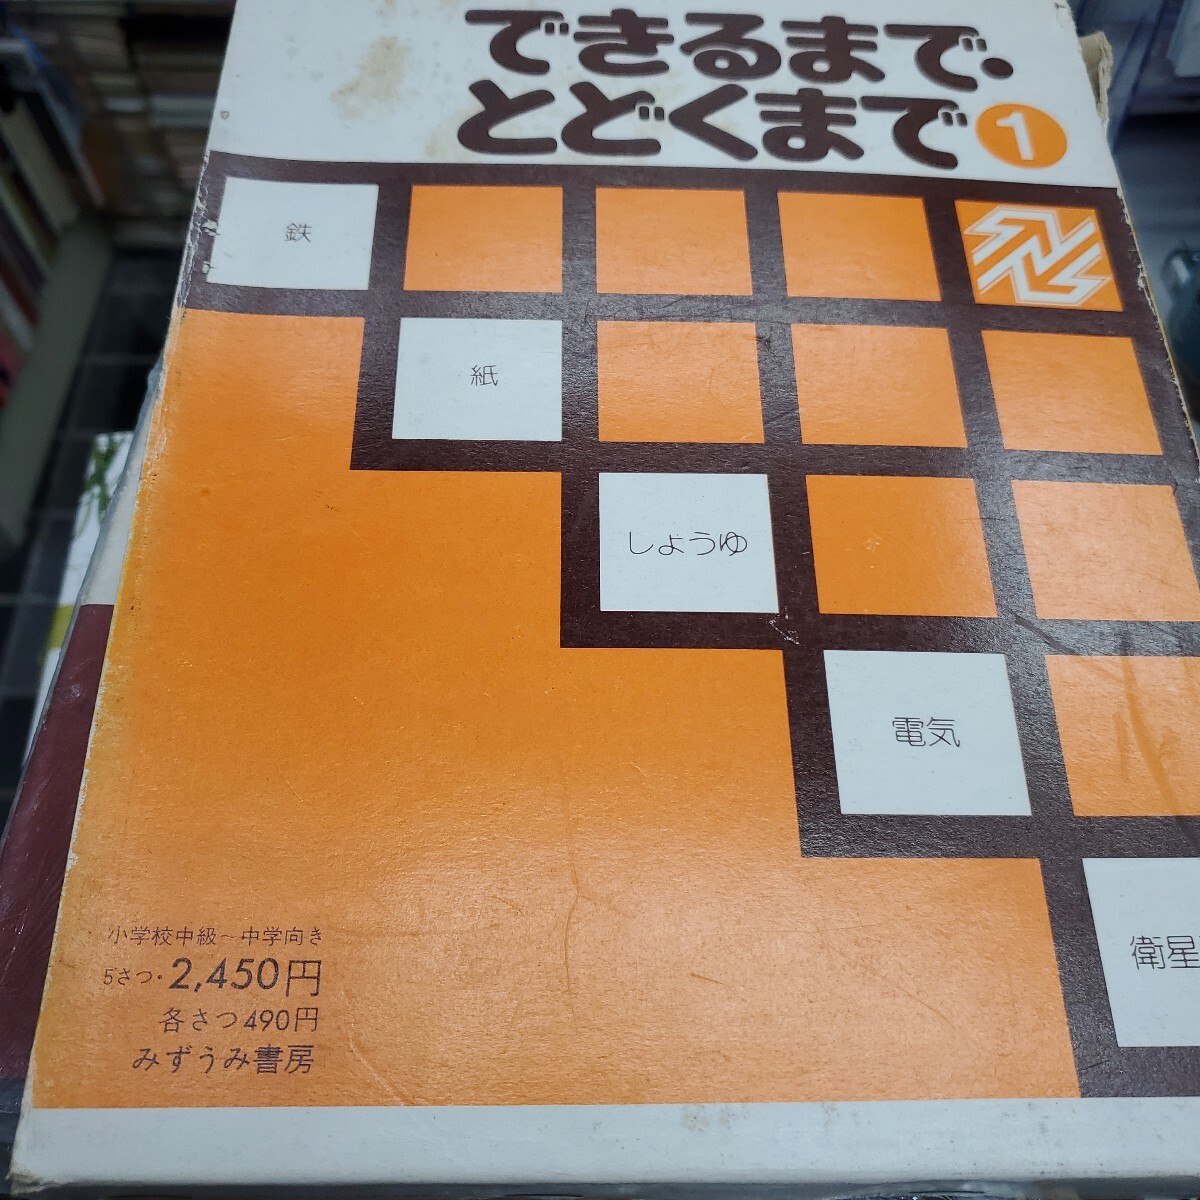 できるまで・
とどくまで 1
鉄
紙
しょうゆ
電気
衛星
小学校中級～中学向き
5さつ・2,450円
各さつ490円
みずうみ書房